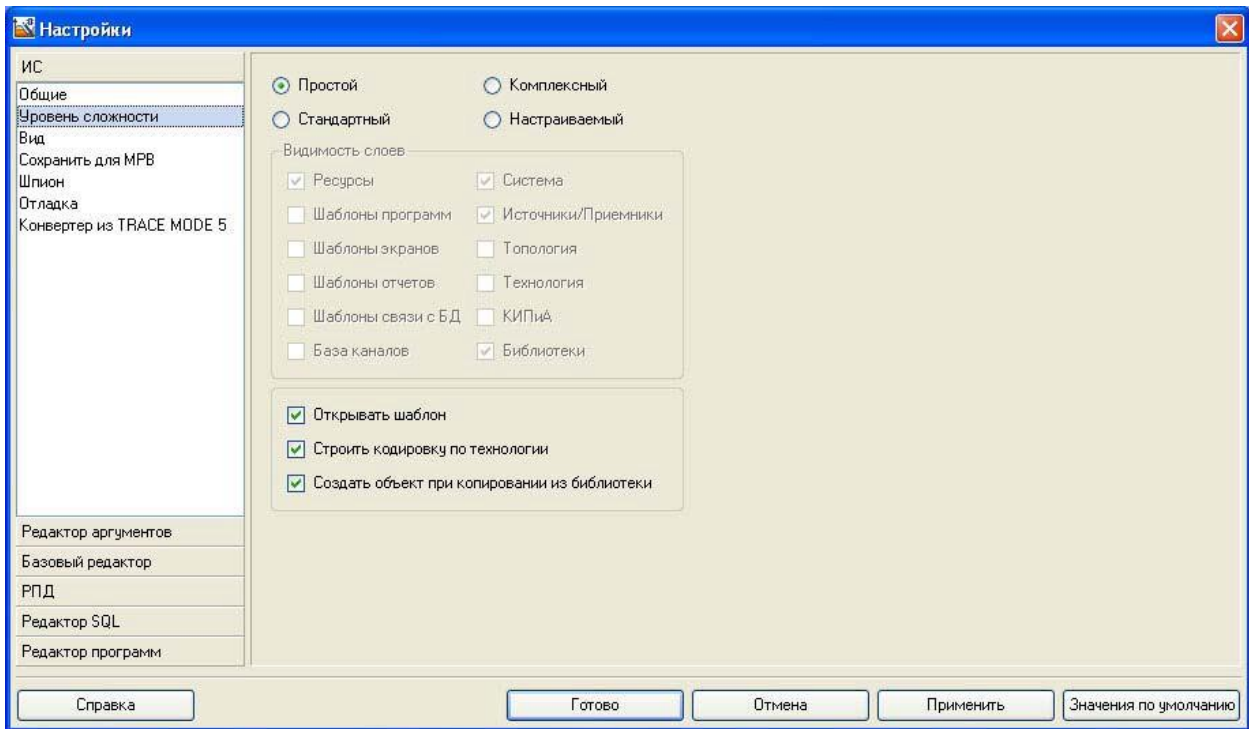 Настройки
ИС
Общие
Уровень сложности
Вид
Сохранить для МРВ
Шпион
Отладка
Конвертер из TRACE MODE 5
Редактор аргументов
Базовый редактор
РПД
Редактор SQL
Редактор программ
Простой Комплексный
Стандартный Настраиваемый
Видимость слоев
Ресурсы Система
Шаблоны программ Источники/Приемники
Шаблоны экранов Топология
Шаблоны отчетов Технология
Шаблоны связи с БД КИПиА
База каналов Библиотеки
Открывать шаблон
Строить кодировку по технологии
Создать объект при копировании из библиотеки
Справка Готово Отмена Применить Значения по умолчанию